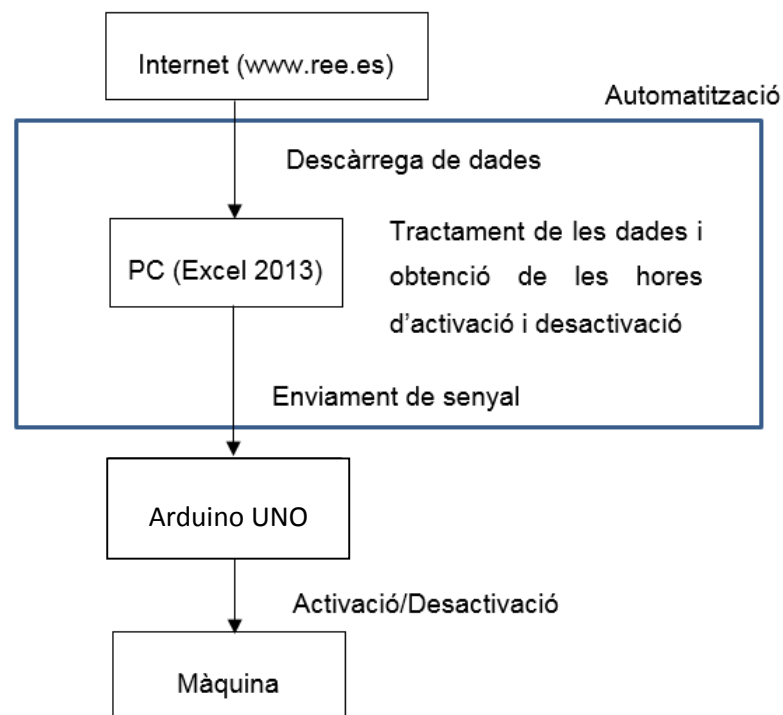 Internet (www.ree.es)
Automatització
Descàrrega de dades
PC (Excel 2013)
Tractament de les dades i
obtenció de les hores
d'activació i desactivació
Enviament de senyal
Arduino UNO
Activació/Desactivació
Màquina